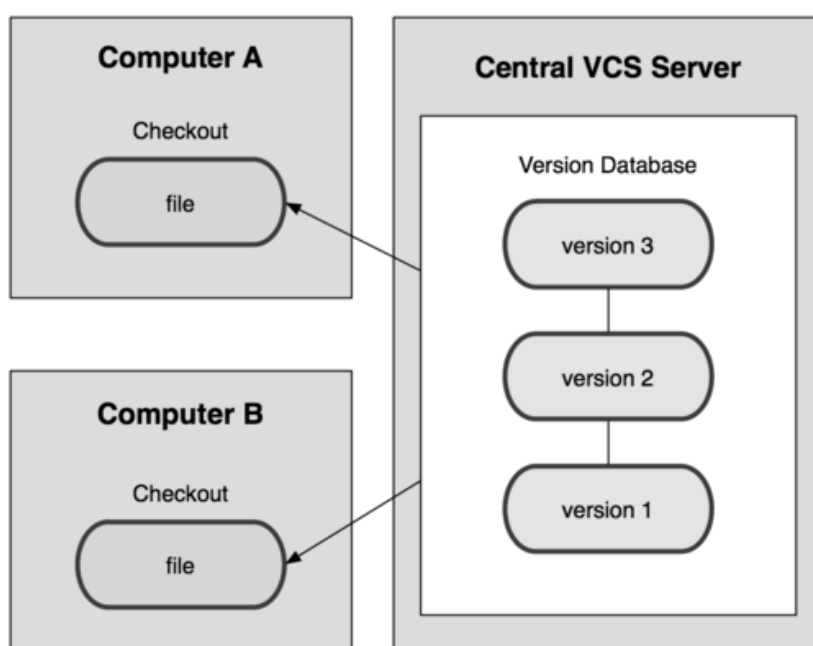 Computer A
Checkout
file
Computer B
Checkout
file
Central VCS Server
Version Database
version 3
version 2
version 1